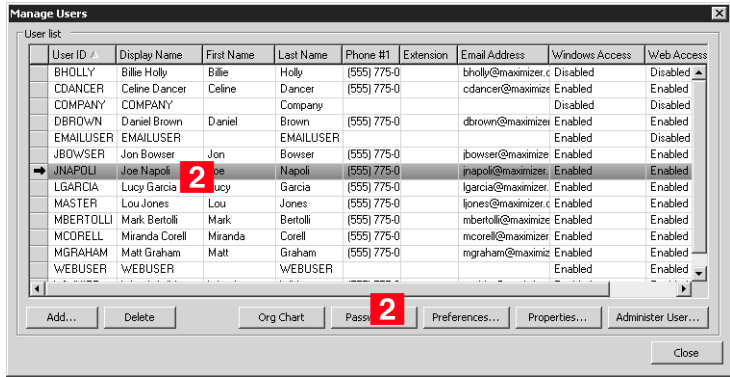 Manage Users
User list
User ID Display Name First Name Last Name Phone #1 Extension Email Address Windows Access Web Access
BHOLLY Billie Holly Billie Holly (555) 775-0 bholly@maximizer.c Disabled Disabled
CDANCER Celine Dancer Celine Dancer (555) 775-0 cdancer@maximize Enabled Enabled
COMPANY COMPANY Company Disabled Disabled
DBROWN Daniel Brown Daniel Brown (555) 775-0 dbrown@maximizer Enabled Enabled
EMAILUSER EMAILUSER EMAILUSER Enabled Disabled
JBOWSER Jon Bowser Jon Bowser (555) 775-0 jbowser@maximize Enabled Enabled
JNAPOLI Joe Napoli 2 Napoli (555) 775-0 jnapoli@maximizer. Enabled Enabled
LGARCIA Lucy Garcia Garcia (555) 775-0 lgarcia@maximizer. Enabled Enabled
MASTER Lou Jones Lou Jones (555) 775-0 ljones@maximizer. Enabled Enabled
MBERTOLLI Mark Bertolli Mark Bertolli (555) 775-0 mbertolli@maximize Enabled Enabled
MCORELL Miranda Corell Miranda Corell (555) 775-0 mcorell@maximizer Enabled Enabled
MGRAHAM Matt Graham Matt Graham (555) 775-0 mgraham@maximiz Enabled Enabled
WEBUSER WEBUSER WEBUSER Enabled Enabled
Add... Delete Org Chart Passw 2 Preferences... Properties... Administer User...
Close